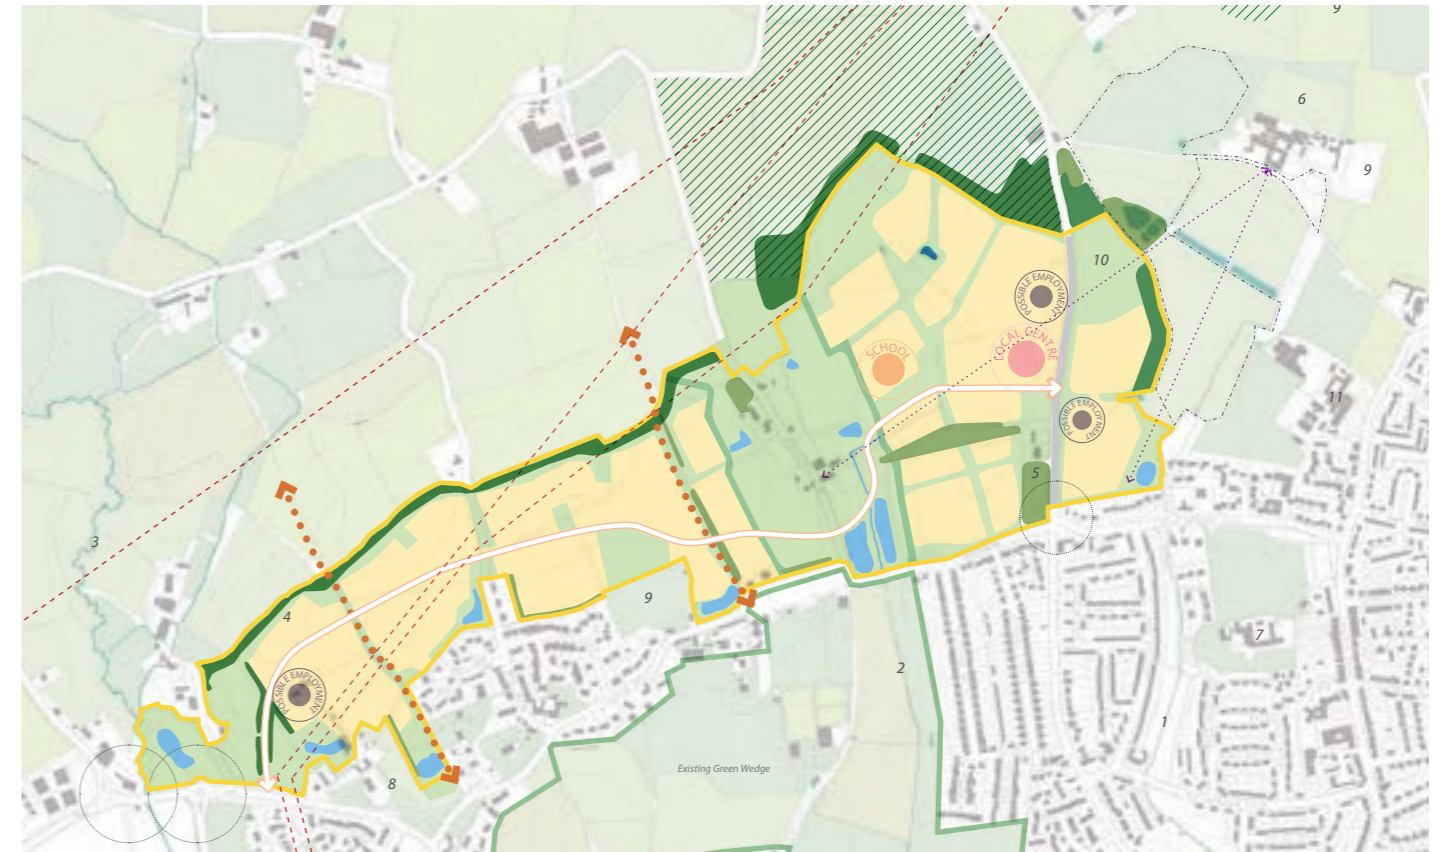 9
6
9
10
POSSIBLE EMPLOYMENT
LOCAL CENTRE
SCHOOL
11
POSSIBLE EMPLOYMENT
5
3
9
4
7
2
POSSIBLE EMPLOYMENT
1
Existing Green Wedge
8